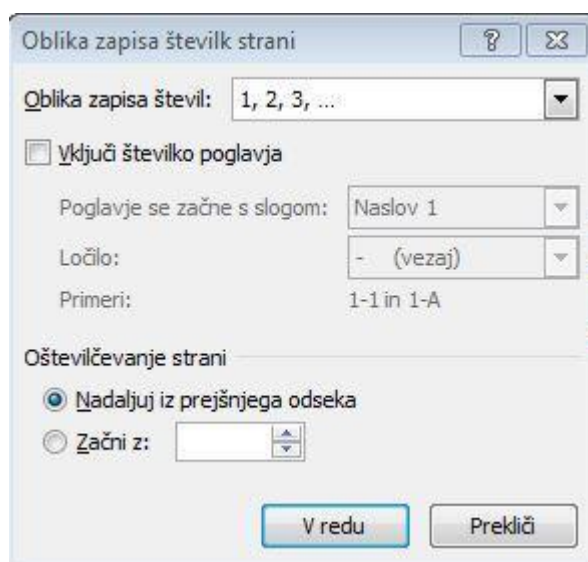 Oblika zapisa številk strani
Oblika zapisa števil: 1, 2, 3, ...
Vključi številko poglavja
Poglavje se začne s slogom: Naslov 1
Ločilo: - (vezaj)
Primeri: 1-1 in 1-A
Oštevilčevanje strani
Nadaljuj iz prejšnjega odseka
Začni z:
V redu Prekliči